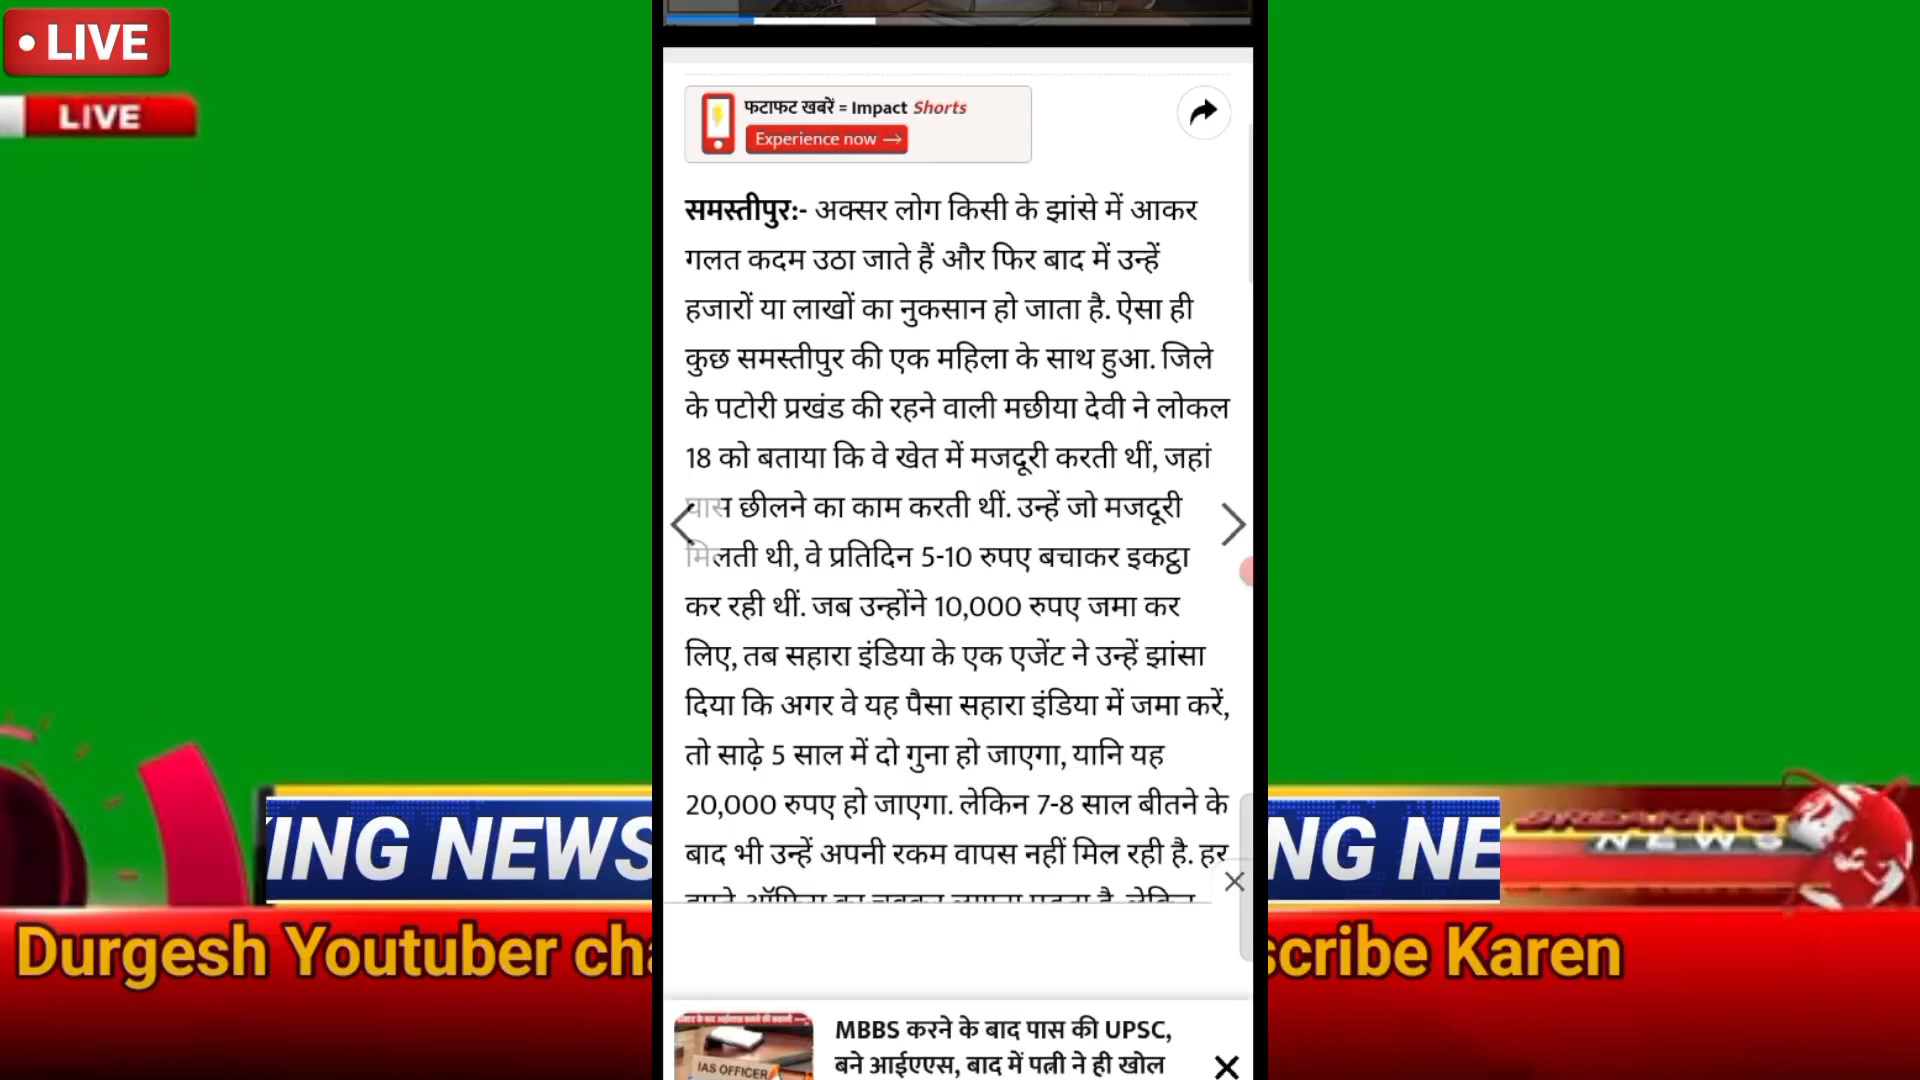 LIVE
LIVE
फटाफट खबरें = Impact Shorts
Experience now →
समस्तीपुर:- अक्सर लोग किसी के झांसे में आकर
गलत कदम उठा जाते हैं और फिर बाद में उन्हें
हजारों या लाखों का नुकसान हो जाता है. ऐसा ही
कुछ समस्तीपुर की एक महिला के साथ हुआ. जिले
के पटोरी प्रखंड की रहने वाली मछीया देवी ने लोकल
18 को बताया कि वे खेत में मजदूरी करती थीं, जहां
घास छीलने का काम करती थीं. उन्हें जो मजदूरी
मिलती थी, वे प्रतिदिन 5-10 रुपए बचाकर इकट्ठा
कर रही थीं. जब उन्होंने 10,000 रुपए जमा कर
लिए, तब सहारा इंडिया के एक एजेंट ने उन्हें झांसा
दिया कि अगर वे यह पैसा सहारा इंडिया में जमा करें,
तो साढ़े 5 साल में दो गुना हो जाएगा, यानि यह
20,000 रुपए हो जाएगा. लेकिन 7-8 साल बीतने के
बाद भी उन्हें अपनी रकम वापस नहीं मिल रही है. हर
ING NEWS
NG NE
BREAKING
NEWS
Durgesh Youtuber cha
scribe Karen
MBBS करने के बाद पास की UPSC,
बने आईएएस, बाद में पत्नी ने ही खोल
IAS OFFICER